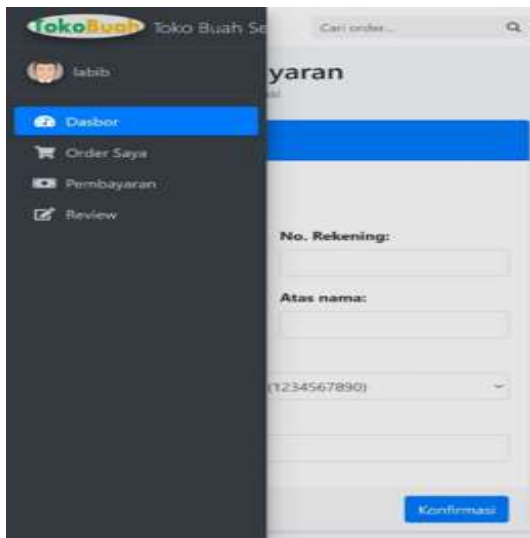 TokoBuah Toko Buah Se
Cari order...
labib
yaran
Dasbor
Order Saya
Pembayaran
Review
No. Rekening:
Atas nama:
(1234567890)
Konfirmasi